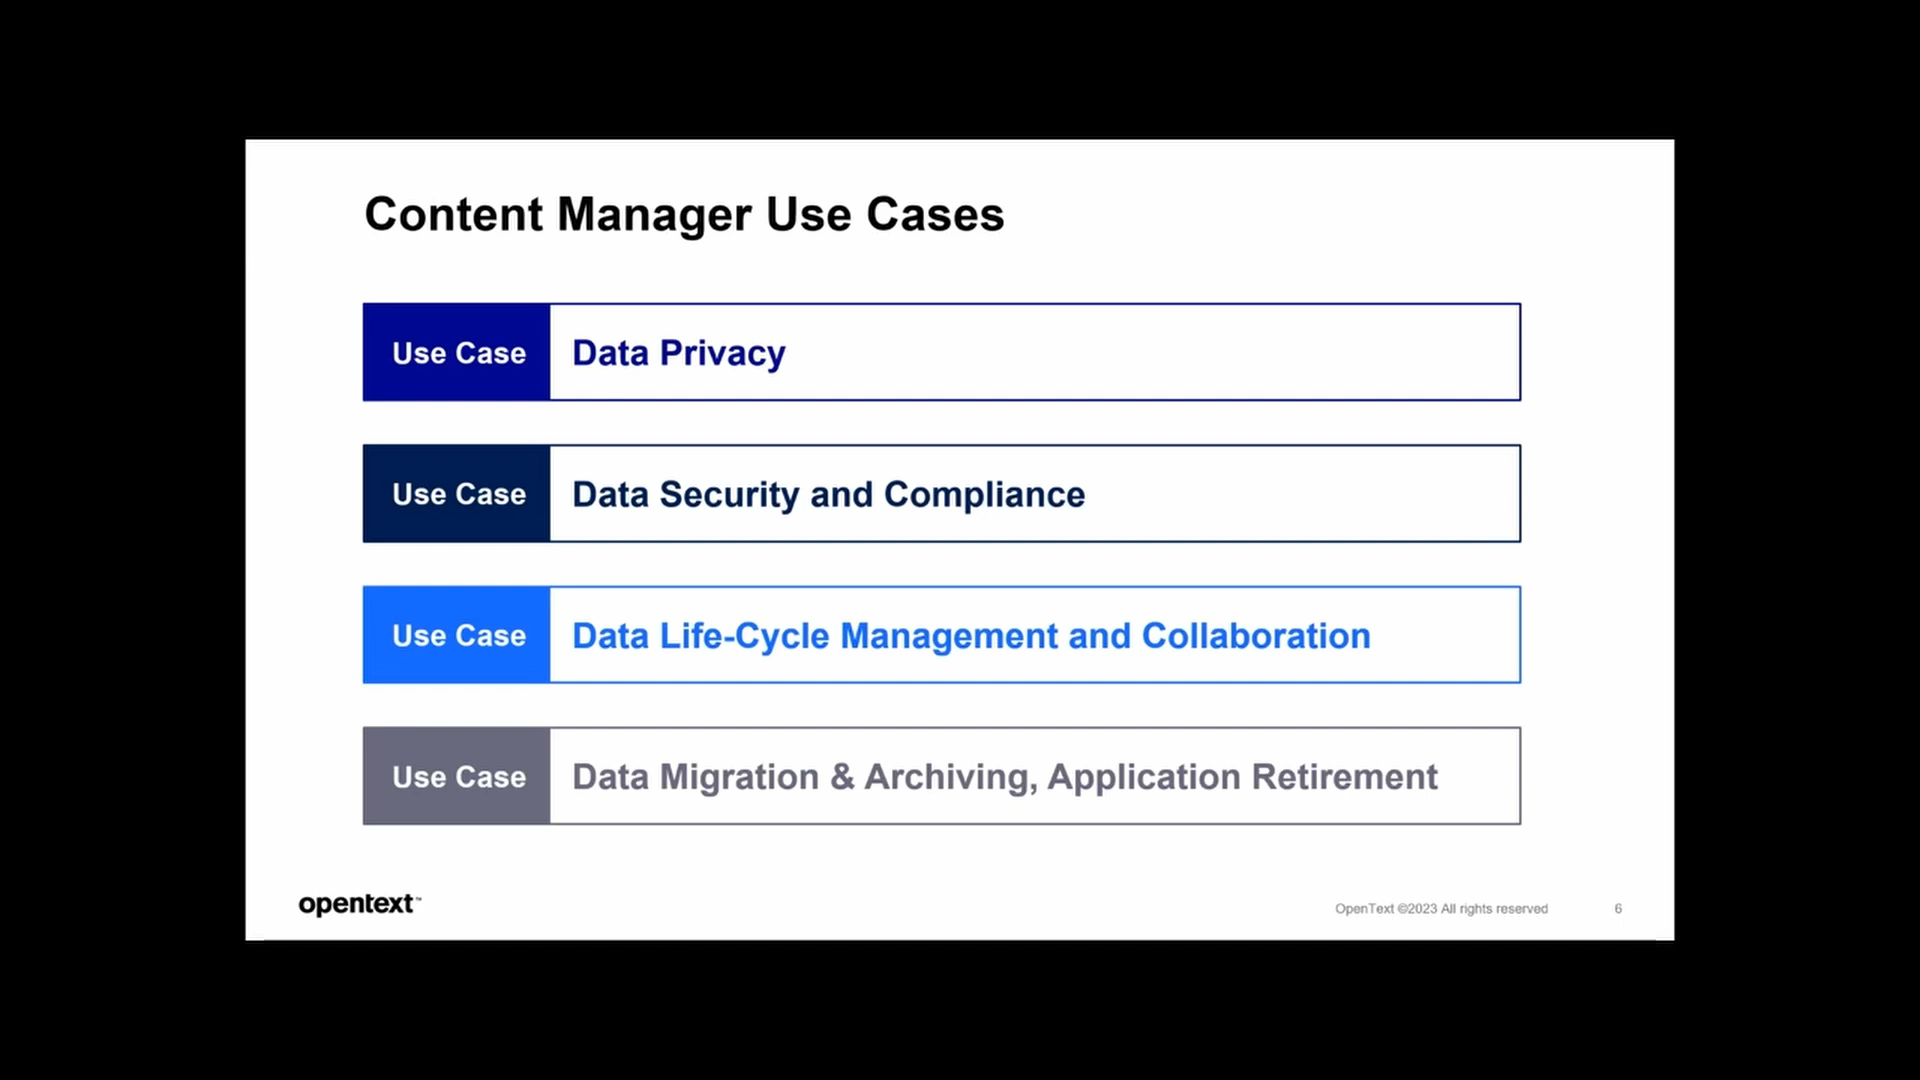 Content Manager Use Cases
Use Case Data Privacy
Use Case Data Security and Compliance
Use Case Data Life-Cycle Management and Collaboration
Use Case Data Migration & Archiving, Application Retirement
opentext™ OpenText ©2023 All rights reserved 6